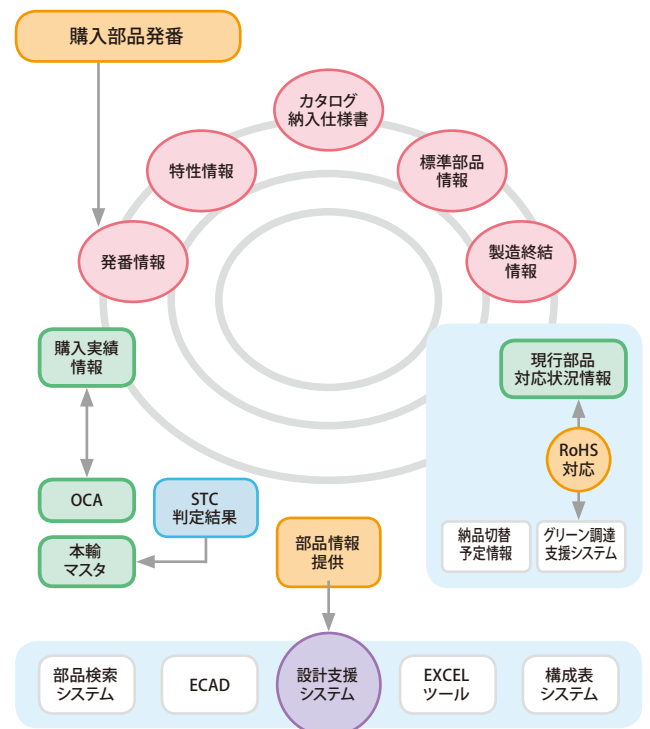 購入部品発番
カタログ
納入仕様書
特性情報
標準部品
情報
発番情報
製造終結
情報
購入実績
情報
現行部品
対応状況情報
RoHS
対応
OCA
STC
判定結果
本輸
マスタ
部品情報
提供
納品切替
予定情報
グリーン調達
支援システム
部品検索
システム
ECAD
設計支援
システム
EXCEL
ツール
構成表
システム